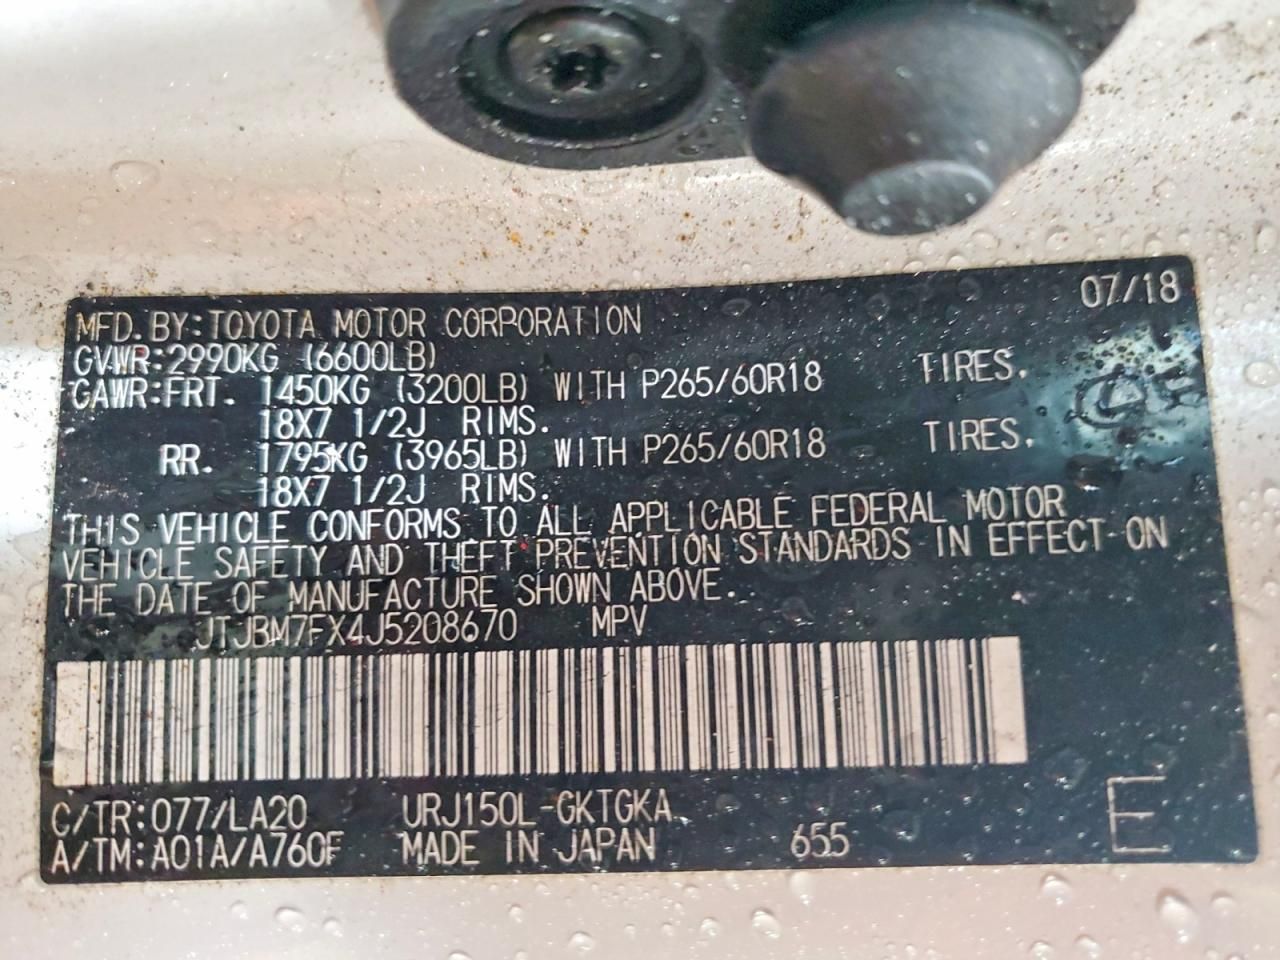 07/18
MFD. BY: TOYOTA MOTOR CORPORATION
GVWR: 2990KG (6600LB)
GAWR: FRT. 1450KG (3200LB) WITH P265/60R18 TIRES.
18X7 1/2J RIMS.
RR. 1795KG (3965LB) WITH P265/60R18 TIRES.
18X7 1/2J RIMS.
THIS VEHICLE CONFORMS TO ALL APPLICABLE FEDERAL MOTOR
VEHICLE SAFETY AND THEFT PREVENTION STANDARDS IN EFFECT ON
THE DATE OF MANUFACTURE SHOWN ABOVE.
JTJBM7FX4J5208670 MPV
C/TR: 077/LA20 URJ150L-GKTGKA
A/TM: A01A/A760F MADE IN JAPAN 655 E